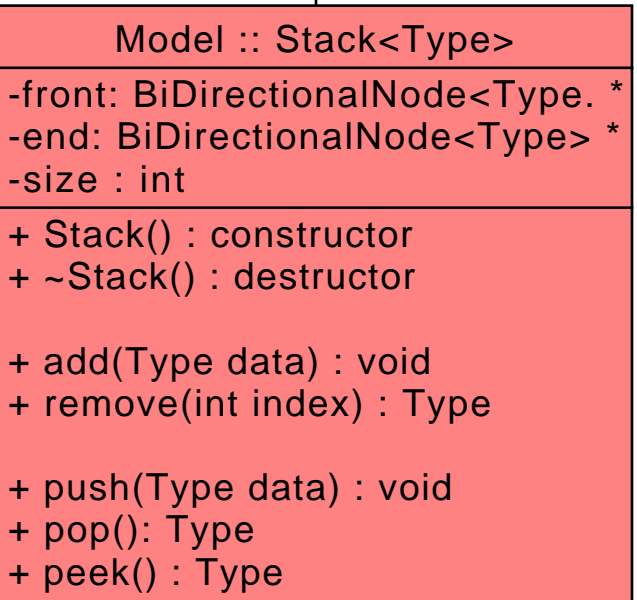 Model :: Stack<Type>
-front: BiDirectionalNode<Type. *
-end: BiDirectionalNode<Type> *
-size : int
+ Stack() : constructor
+ ~Stack() : destructor
+ add(Type data) : void
+ remove(int index) : Type
+ push(Type data) : void
+ pop(): Type
+ peek() : Type